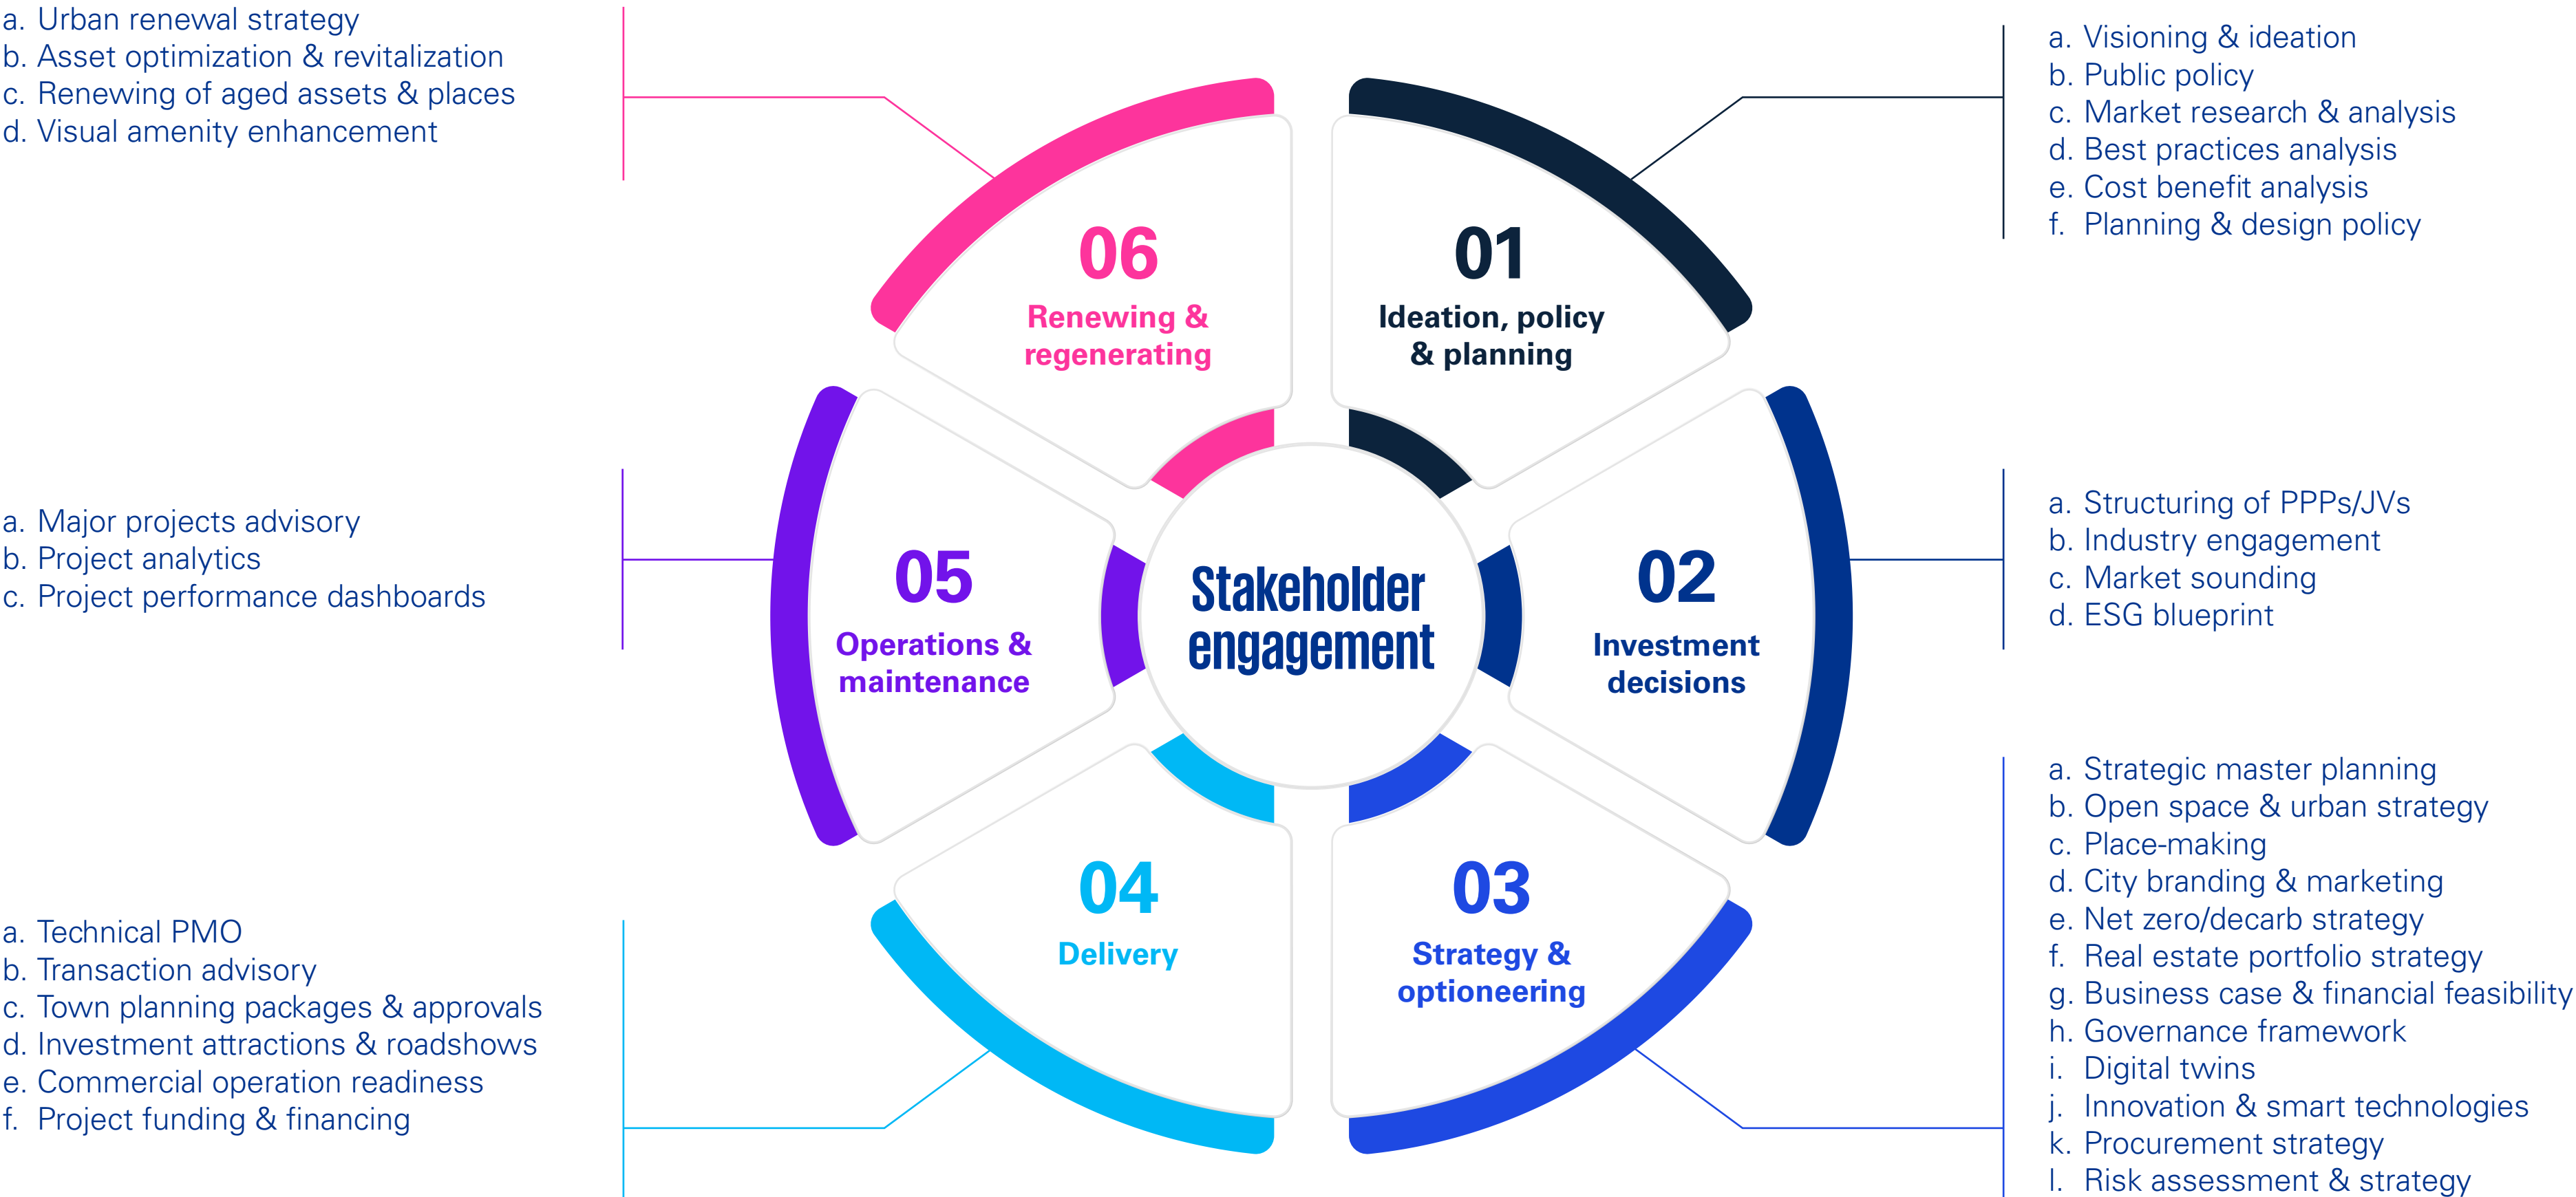 a. Urban renewal strategy
b. Asset optimization & revitalization
c. Renewing of aged assets & places
d. Visual amenity enhancement
a. Visioning & ideation
b. Public policy
c. Market research & analysis
d. Best practices analysis
e. Cost benefit analysis
f. Planning & design policy
06
Renewing &
regenerating
01
Ideation, policy
& planning
a. Major projects advisory
b. Project analytics
c. Project performance dashboards
05
Operations &
maintenance
Stakeholder
engagement
02
Investment
decisions
a. Structuring of PPPs/JVs
b. Industry engagement
c. Market sounding
d. ESG blueprint
04
Delivery
03
Strategy &
optioneering
a. Technical PMO
b. Transaction advisory
c. Town planning packages & approvals
d. Investment attractions & roadshows
e. Commercial operation readiness
f. Project funding & financing
a. Strategic master planning
b. Open space & urban strategy
c. Place-making
d. City branding & marketing
e. Net zero/decarb strategy
f. Real estate portfolio strategy
g. Business case & financial feasibility
h. Governance framework
i. Digital twins
j. Innovation & smart technologies
k. Procurement strategy
l. Risk assessment & strategy